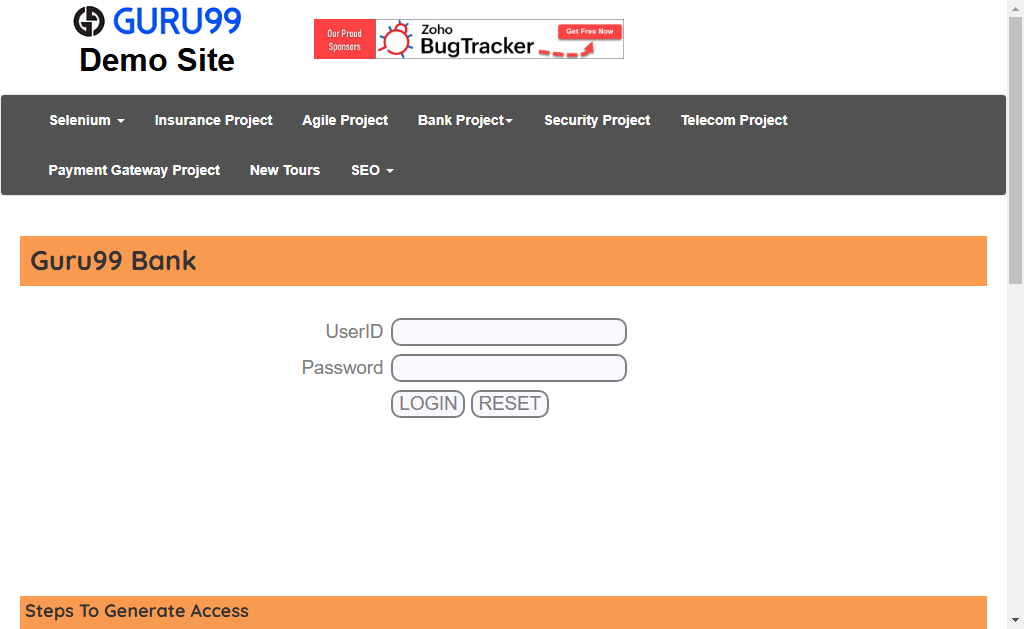 GURU99
Demo Site
Our Proud
Sponsors
Zoho
BugTracker
Get Free Now
Selenium Insurance Project Agile Project Bank Project Security Project Telecom Project
Payment Gateway Project New Tours SEO
Guru99 Bank
UserID
Password
LOGIN RESET
Steps To Generate Access